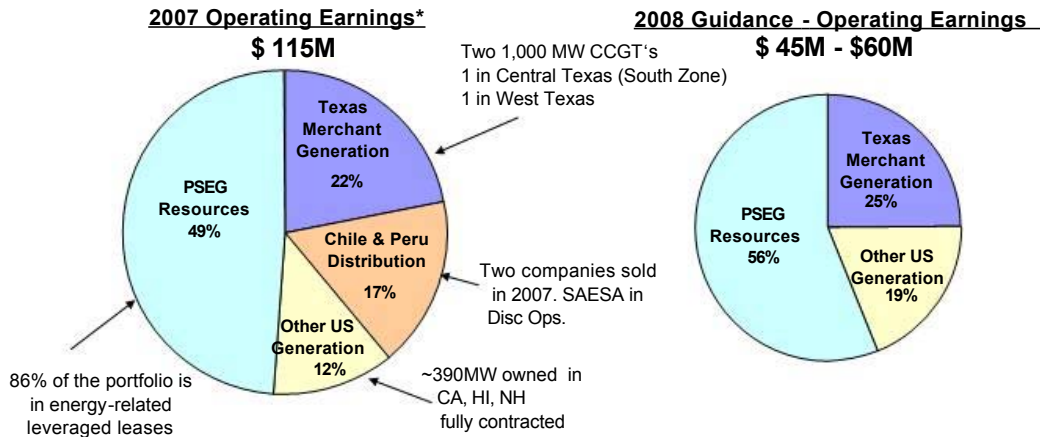 2007 Operating Earnings*
$ 115M
Two 1,000 MW CCGT‘s
1 in Central Texas (South Zone)
1 in West Texas
Texas
Merchant
Generation
22%
PSEG
Resources
49%
Chile & Peru
Distribution
17%
Two companies sold
in 2007. SAESA in
Disc Ops.
Other US
Generation
12%
86% of the portfolio is
in energy-related
leveraged leases
~390MW owned in
CA, HI, NH
fully contracted
2008 Guidance - Operating Earnings
$ 45M - $60M
Texas
Merchant
Generation
25%
PSEG
Resources
56%
Other US
Generation
19%